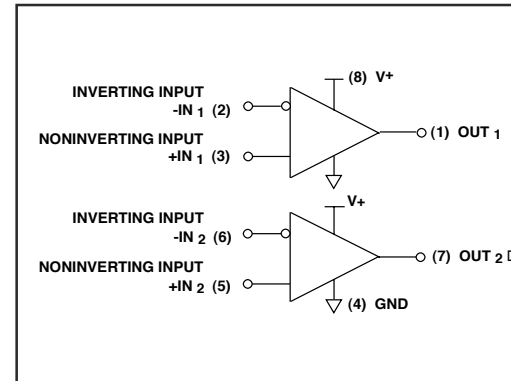 (8) V+
INVERTING INPUT
-IN 1 (2)
(1) OUT 1
NONINVERTING INPUT
+IN 1 (3)
V+
INVERTING INPUT
-IN 2 (6)
(7) OUT 2
NONINVERTING INPUT
+IN 2 (5)
(4) GND